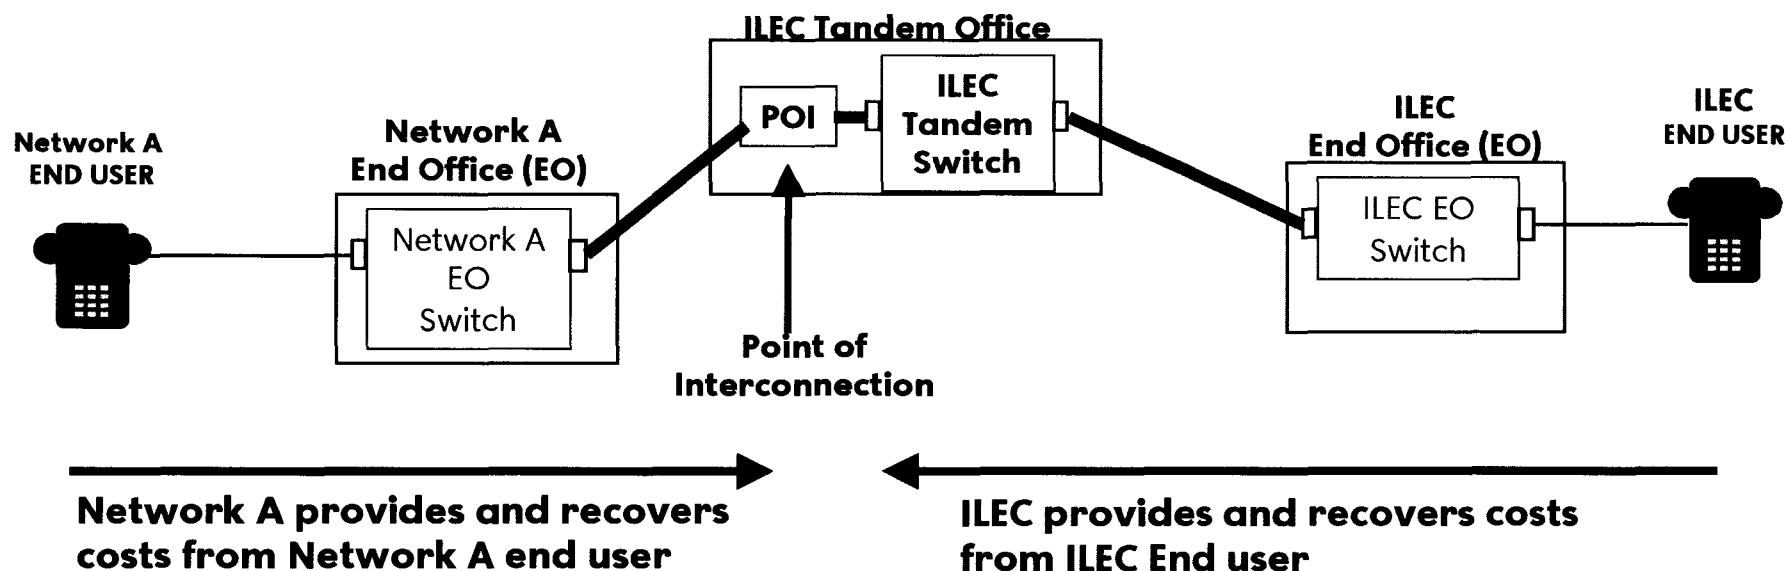 ILEC Tandem Office
ILEC
Tandem
Switch
POI
Network A
END USER
Network A
End Office (EO)
Network A
EO
Switch
ILEC
End Office (EO)
ILEC EO
Switch
ILEC
END USER
Point of
Interconnection
Network A provides and recovers
costs from Network A end user
ILEC provides and recovers costs
from ILEC End user